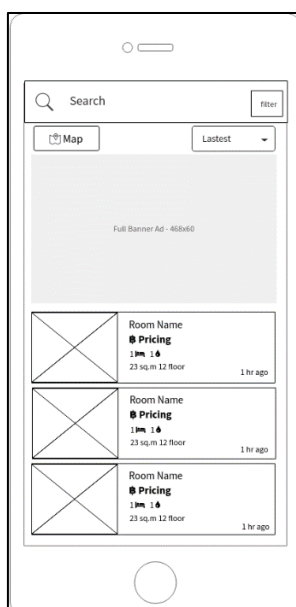 Search
filter
Map
Lastest
Full Banner Ad - 468x60
Room Name
฿ Pricing
1 1
23 sq.m 12 floor
1 hr ago
Room Name
฿ Pricing
1 1
23 sq.m 12 floor
1 hr ago
Room Name
฿ Pricing
1 1
23 sq.m 12 floor
1 hr ago